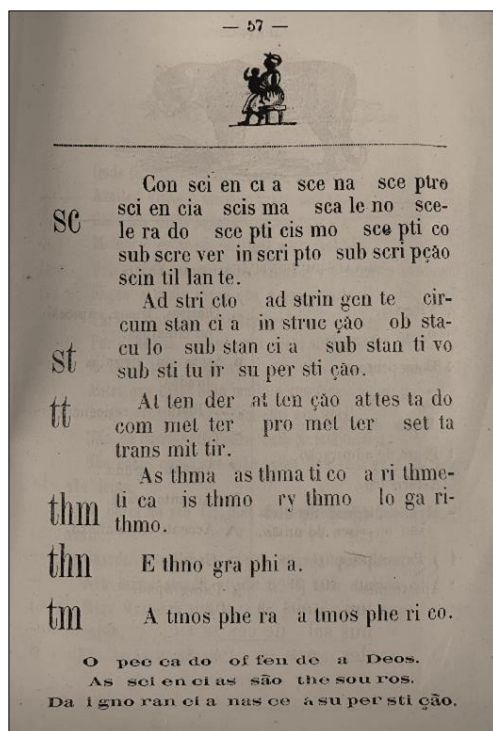 — 57 —
Con sci en ci a sce na sce ptro
sc
sci en cia scis ma sca le no sce-
le ra do sce pti cis mo sce pti co
sub scre ver in scri pto sub scri pção
scin til lan te.
Ad stri cto ad strin gen te cir-
cum stan ci a in struc ção ob sta-
st
cu lo sub stan ci a sub stan ti vo
sub sti tu ir su per sti ção.
tt
At ten der at ten ção attes ta do
com met ter pro met ter set ta
trans mit tir.
As thma as thma ti co a ri thme-
thm
ti ca is thmo ry thmo lo ga ri-
thmo.
thn
E thno gra phi a.
tm
A tmos phe ra a tmos phe ri co.
O pec ca do of fen de a Deos.
As sci en ci as são the sou ros.
Da i gno ran ci a nas ce a su per sti ção.